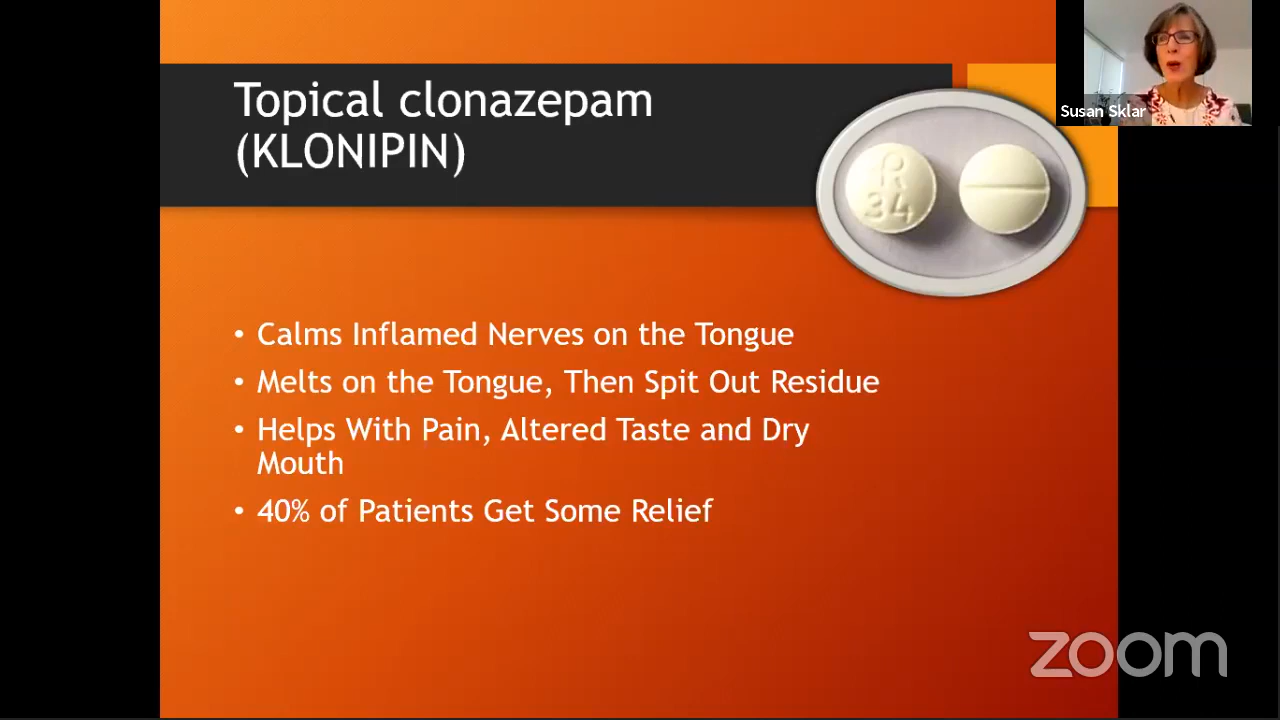 Topical clonazepam
(KLONIPIN)
R
34
Susan Sklar
• Calms Inflamed Nerves on the Tongue
• Melts on the Tongue, Then Spit Out Residue
• Helps With Pain, Altered Taste and Dry
Mouth
• 40% of Patients Get Some Relief
zoom